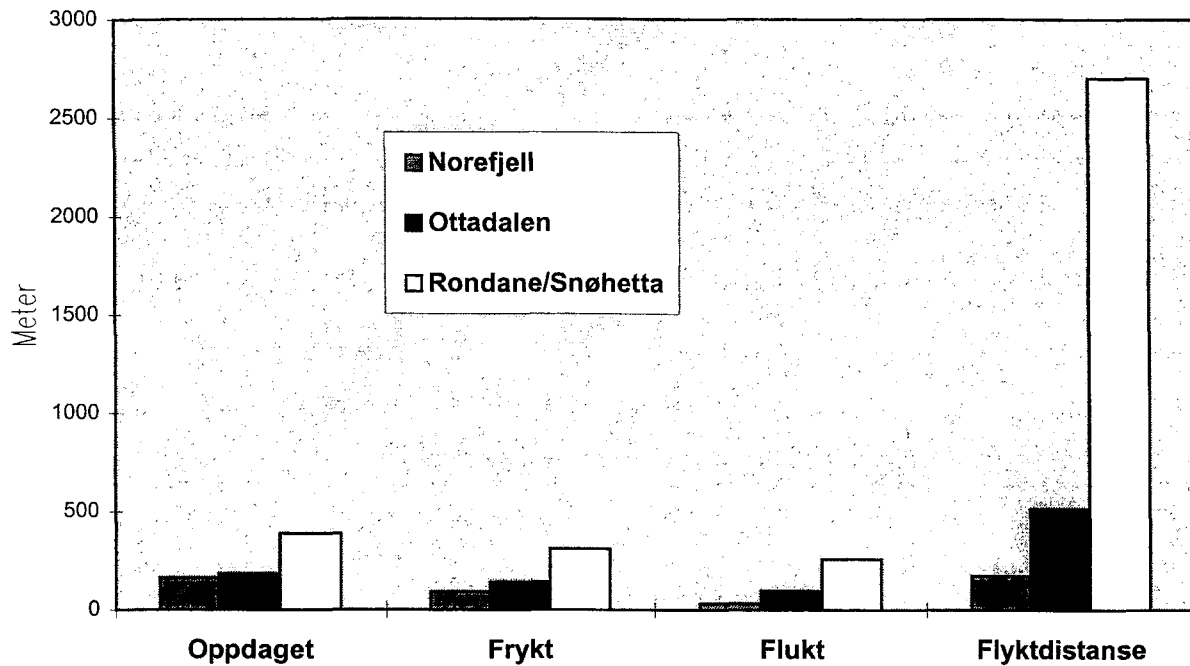 3000
2500
2000
1500
1000
500
0
Meter
Norefjell
Ottadalen
Rondane/Snøhetta
Oppdaget Frykt Flukt Flyktdistanse